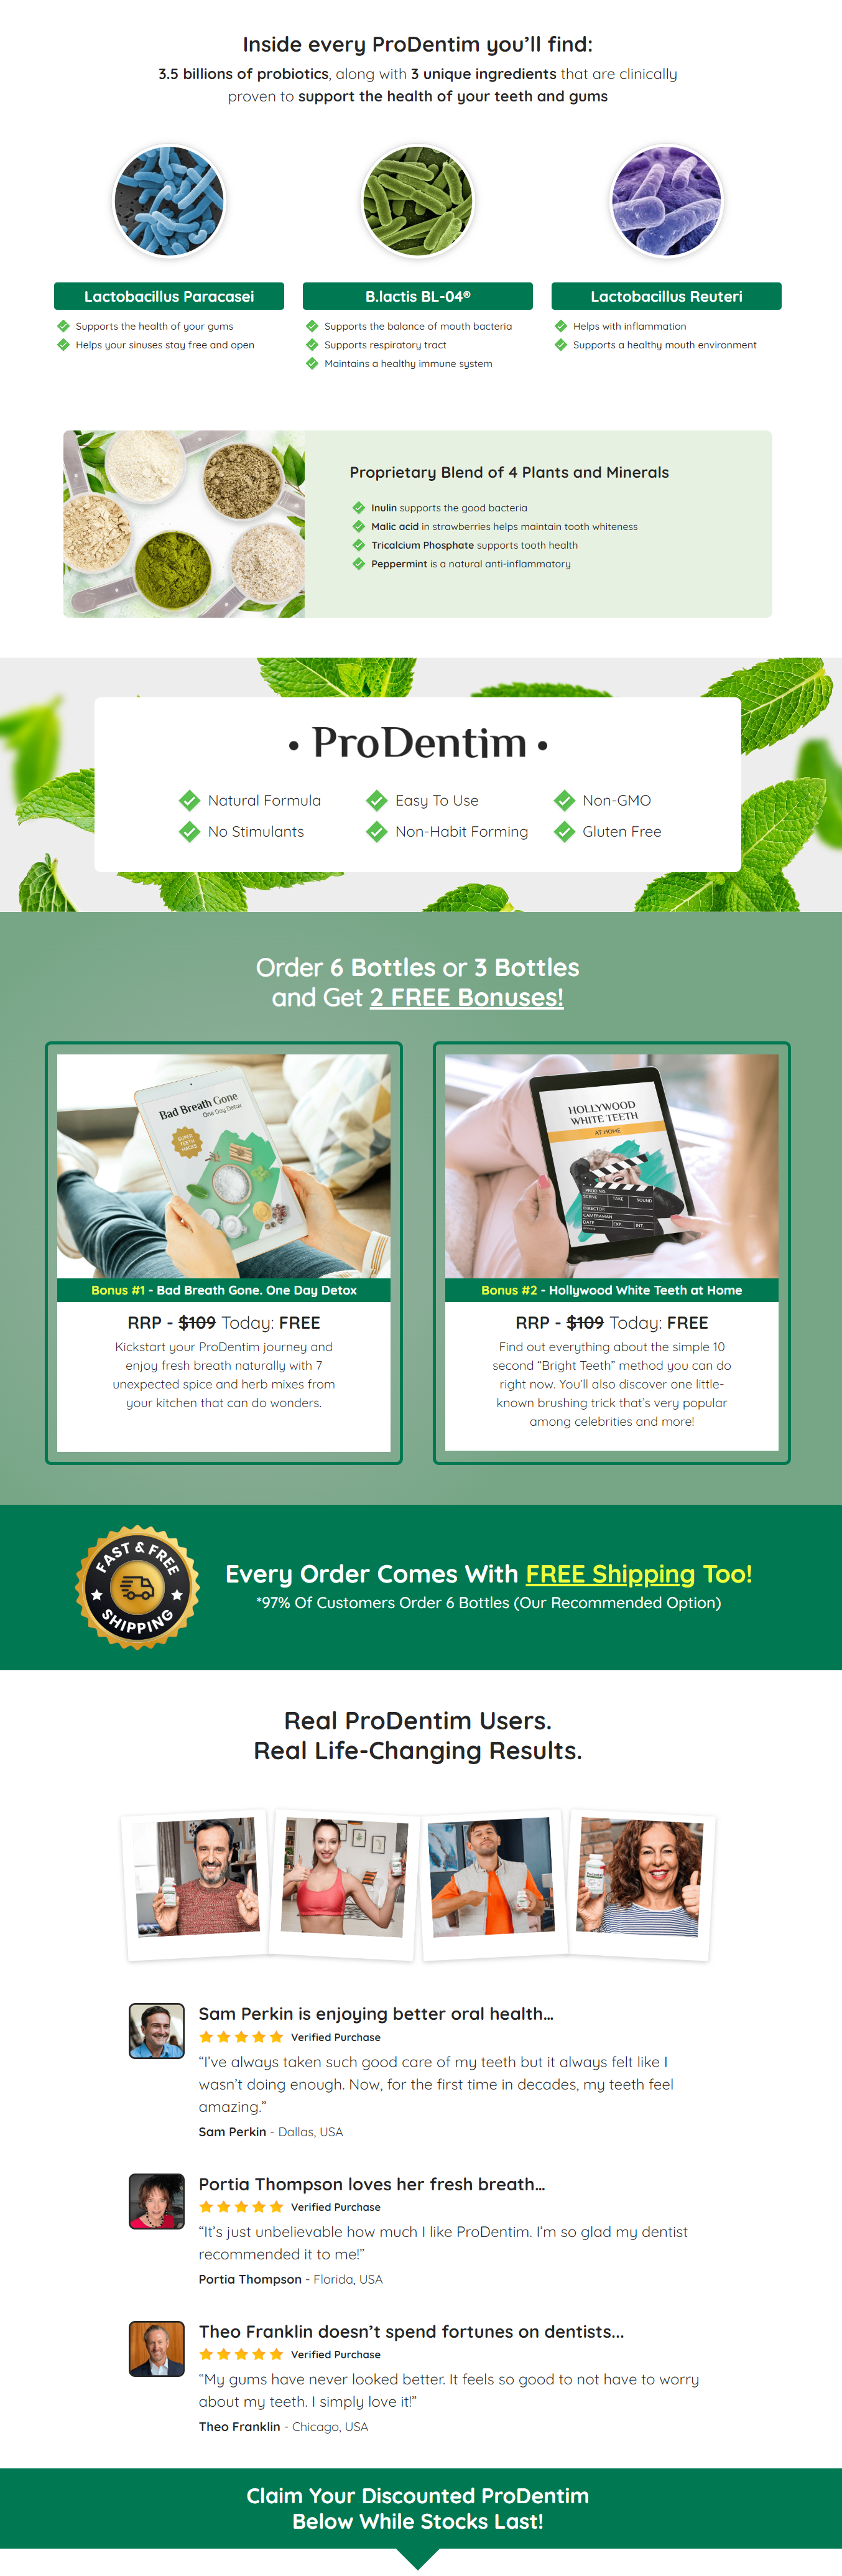 Inside every ProDentim you’ll find:
3.5 billions of probiotics, along with 3 unique ingredients that are clinically
proven to support the health of your teeth and gums
Lactobacillus Paracasei
Supports the health of your gums
Helps your sinuses stay free and open
B.lactis BL-04®
Supports the balance of mouth bacteria
Supports respiratory tract
Maintains a healthy immune system
Lactobacillus Reuteri
Helps with inflammation
Supports a healthy mouth environment
Proprietary Blend of 4 Plants and Minerals
Inulin supports the good bacteria
Malic acid in strawberries helps maintain tooth whiteness
Tricalcium Phosphate supports tooth health
Peppermint is a natural anti-inflammatory
• ProDentim •
Natural Formula
Easy To Use
Non-GMO
No Stimulants
Non-Habit Forming
Gluten Free
Order 6 Bottles or 3 Bottles
and Get 2 FREE Bonuses!
Bad Breath Gone
One Day Detox
SUPER
TEETH
HACKS
Bonus #1 - Bad Breath Gone. One Day Detox
RRP - $109 Today: FREE
Kickstart your ProDentim journey and
enjoy fresh breath naturally with 7
unexpected spice and herb mixes from
your kitchen that can do wonders.
HOLLYWOOD
WHITE TEETH
AT HOME
PROD.NO.
SCENE TAKE SOUND
DIRECTOR
CAMERAMAN
DATE EXT. INT.
Bonus #2 - Hollywood White Teeth at Home
RRP - $109 Today: FREE
Find out everything about the simple 10
second “Bright Teeth” method you can do
right now. You’ll also discover one little-
known brushing trick that’s very popular
among celebrities and more!
FAST & FREE
SHIPPING
Every Order Comes With FREE Shipping Too!
*97% Of Customers Order 6 Bottles (Our Recommended Option)
Real ProDentim Users.
Real Life-Changing Results.
Sam Perkin is enjoying better oral health...
Verified Purchase
“I’ve always taken such good care of my teeth but it always felt like I
wasn’t doing enough. Now, for the first time in decades, my teeth feel
amazing.”
Sam Perkin - Dallas, USA
Portia Thompson loves her fresh breath...
Verified Purchase
“It’s just unbelievable how much I like ProDentim. I’m so glad my dentist
recommended it to me!”
Portia Thompson - Florida, USA
Theo Franklin doesn’t spend fortunes on dentists...
Verified Purchase
“My gums have never looked better. It feels so good to not have to worry
about my teeth. I simply love it!”
Theo Franklin - Chicago, USA
Claim Your Discounted ProDentim
Below While Stocks Last!